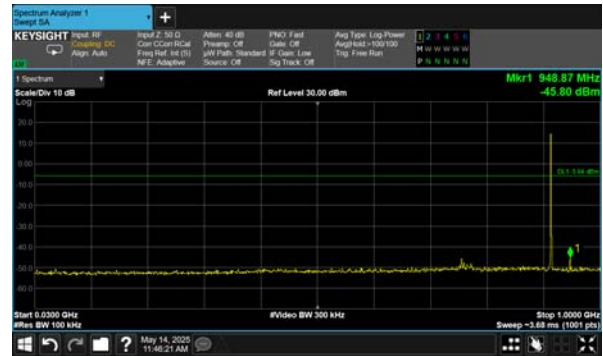 Spectrum Analyzer 1
Swept SA
+
KEYSIGHT
Input: RF
Coupling: DC
Align: Auto
Input Z: 50 Ω
Corr CCorr RCal
Freq Ref: Int (S)
NFE: Adaptive
Atten: 40 dB
Preamp: Off
µW Path: Standard
Source: Off
PNO: Fast
Gate: Off
IF Gain: Low
Sig Track: Off
Avg Type: Log-Power
Avg|Hold:>100/100
Trig: Free Run
1 2 3 4 5 6
M W W W W W
P N N N N N
1 Spectrum
Scale/Div 10 dB
Ref Level 30.00 dBm
Mkr1 948.87 MHz
-45.80 dBm
Log
20.0
10.0
0.00
-10.0
-20.0
-30.0
-40.0
-50.0
-60.0
1
Start 0.0300 GHz
#Video BW 300 kHz
Stop 1.0000 GHz
#Res BW 100 kHz
Sweep ~3.68 ms (1001 pts)
?
May 14, 2025
11:46:21 AM